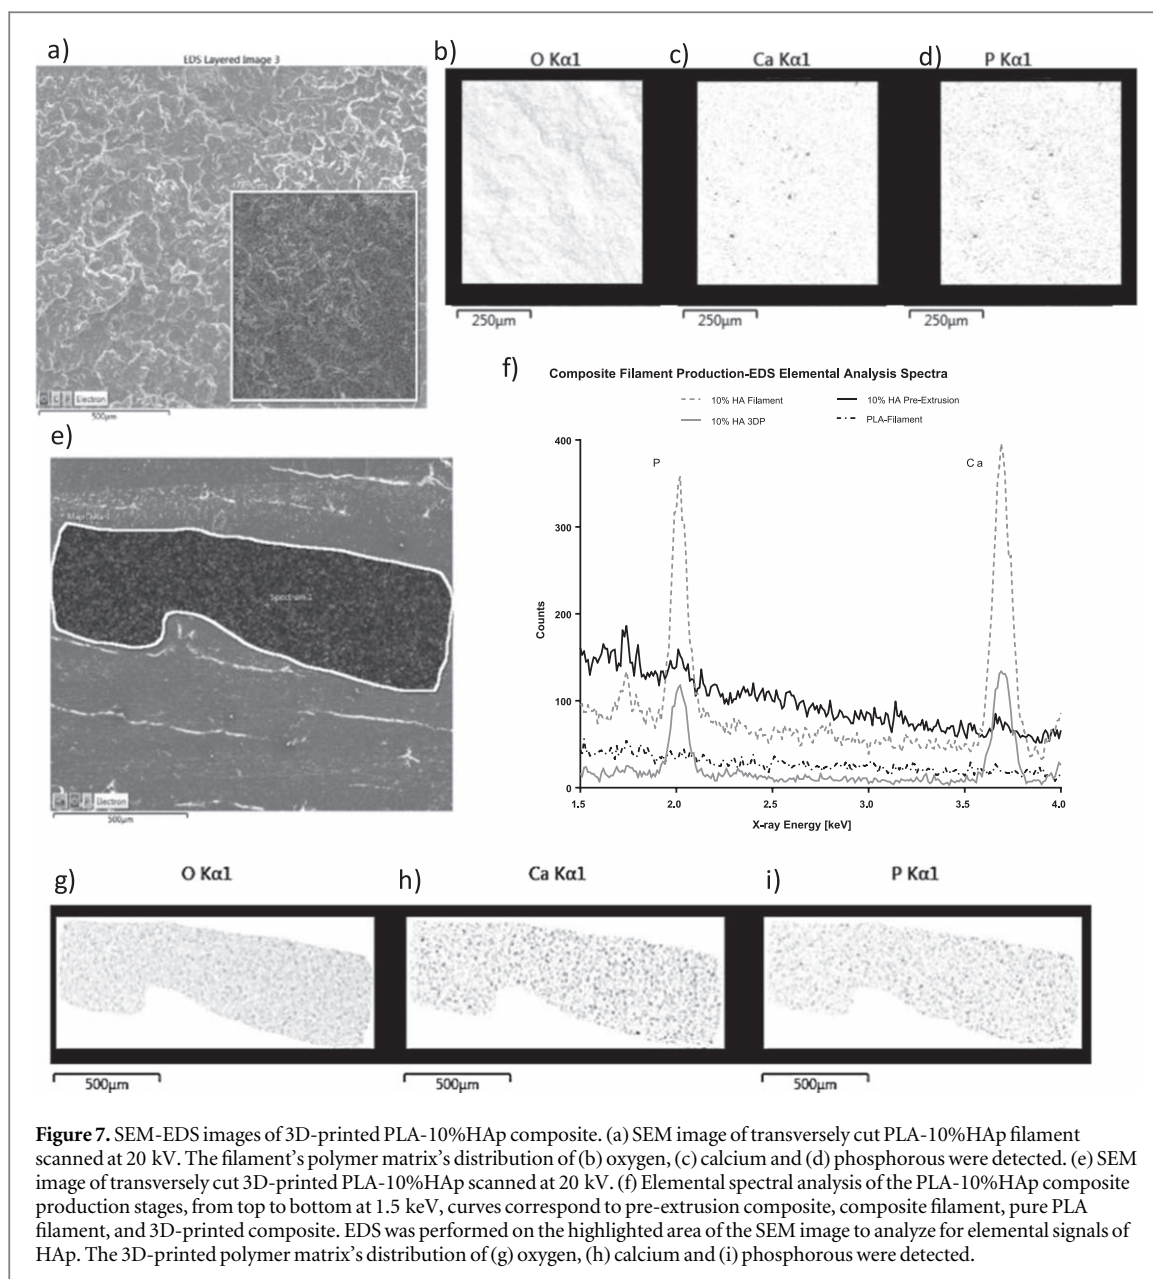 a)
EDS Layered Image 3
Electron
500µm
b)
O Kα1
c)
Ca Kα1
d)
P Kα1
250µm
250µm
250µm
e)
Spectrum 1
Electron
500µm
f)
Composite Filament Production-EDS Elemental Analysis Spectra
10% HA Filament
10% HA Pre-Extrusion
10% HA 3DP
PLA-Filament
400
300
200
100
0
Counts
P
Ca
1.5
2.0
2.5
3.0
3.5
4.0
X-ray Energy [keV]
g)
O Kα1
h)
Ca Kα1
i)
P Kα1
500µm
500µm
500µm
Figure 7. SEM-EDS images of 3D-printed PLA-10%HAp composite. (a) SEM image of transversely cut PLA-10%HAp filament
scanned at 20 kV. The filament's polymer matrix's distribution of (b) oxygen, (c) calcium and (d) phosphorous were detected. (e) SEM
image of transversely cut 3D-printed PLA-10%HAp scanned at 20 kV. (f) Elemental spectral analysis of the PLA-10%HAp composite
production stages, from top to bottom at 1.5 keV, curves correspond to pre-extrusion composite, composite filament, pure PLA
filament, and 3D-printed composite. EDS was performed on the highlighted area of the SEM image to analyze for elemental signals of
HAp. The 3D-printed polymer matrix's distribution of (g) oxygen, (h) calcium and (i) phosphorous were detected.